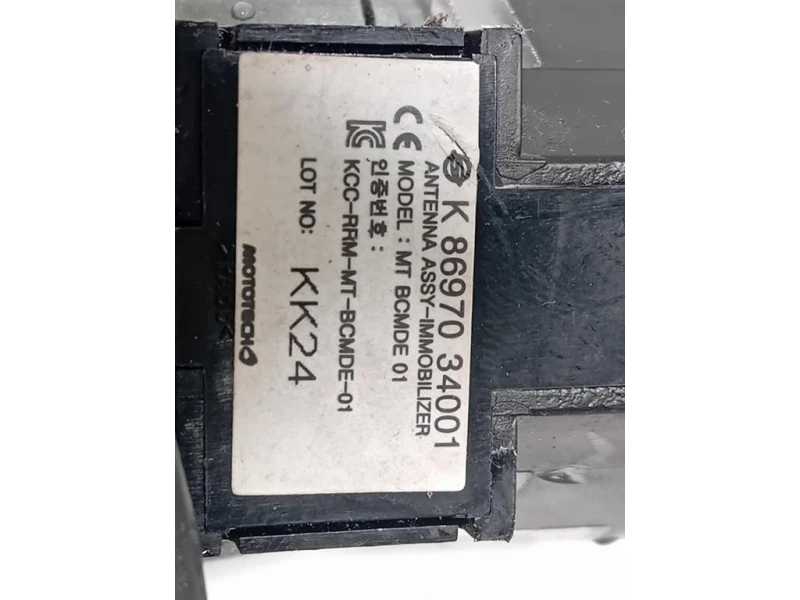 K 86970 34001
ANTENNA ASSY-IMMOBILIZER
CE MODEL : MT BCMDE 01
인증번호 :
KCC-RRM-MT-BCMDE-01
LOT NO: KK24
MOTOTECH